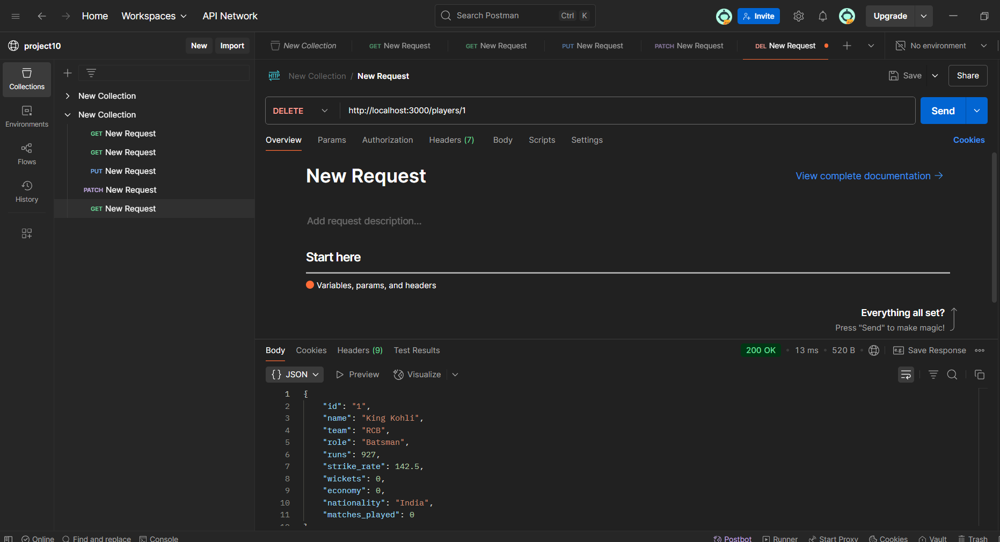 Home Workspaces API Network Search Postman Ctrl K Invite Upgrade
project10 New Import New Collection GET New Request GET New Request PUT New Request PATCH New Request DEL New Request No environment
Collections
Environments
Flows
History
New Collection
New Collection
GET New Request
GET New Request
PUT New Request
PATCH New Request
GET New Request
HTTP New Collection / New Request Save Share
DELETE http://localhost:3000/players/1 Send
Overview Params Authorization Headers (7) Body Scripts Settings Cookies
New Request View complete documentation
Add request description...
Start here
Variables, params, and headers
Everything all set?
Press "Send" to make magic!
Body Cookies Headers (9) Test Results 200 OK 13 ms 520 B e.g. Save Response
{} JSON Preview Visualize
1 {
2 "id": "1",
3 "name": "King Kohli",
4 "team": "RCB",
5 "role": "Batsman",
6 "runs": 927,
7 "strike_rate": 142.5,
8 "wickets": 0,
9 "economy": 0,
10 "nationality": "India",
11 "matches_played": 0
Online Find and replace Console Postbot Runner Start Proxy Cookies Vault Trash